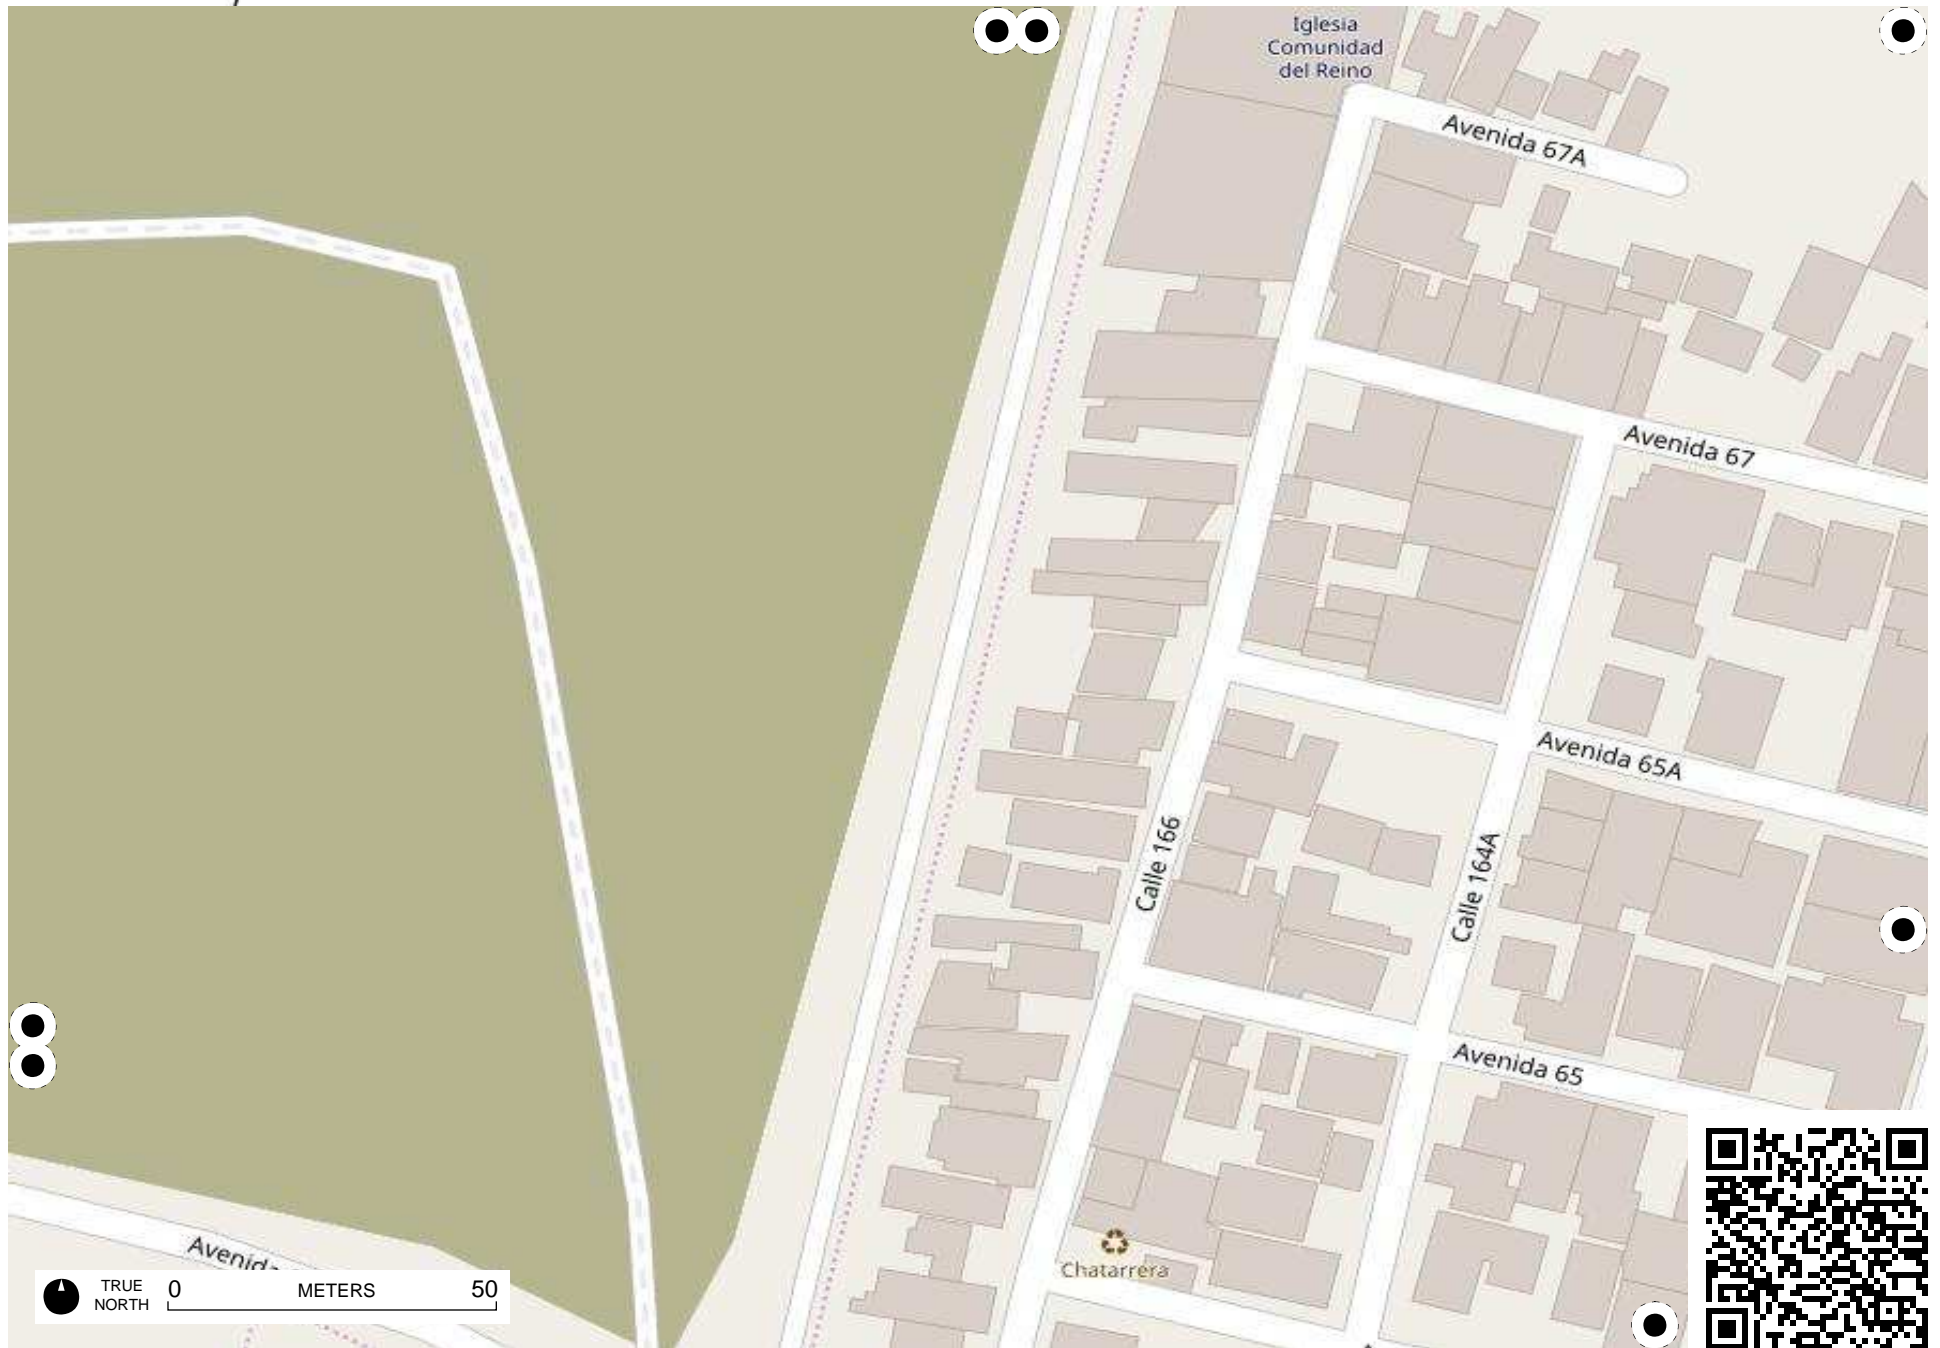 Iglesia
Comunidad
del Reino
Avenida 67A
Avenida 67
Avenida 65A
Calle 166
Calle 164A
Avenida 65
Chatarrera
Avenida
TRUE
NORTH
0 METERS 50